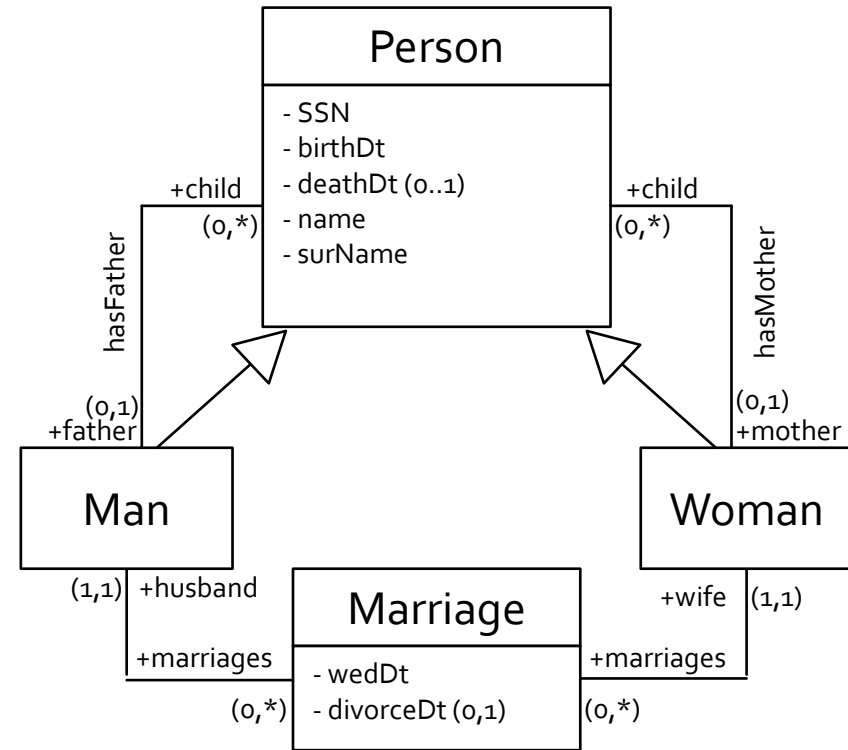 Person
- SSN
- birthDt
- deathDt (0..1)
- name
- surName
+child
(0,*)
+child
(0,*)
hasFather
hasMother
(0,1)
+father
(0,1)
+mother
Man
Woman
(1,1)
+husband
+wife
(1,1)
Marriage
+marriages
(0,*)
- wedDt
- divorceDt (0,1)
+marriages
(0,*)